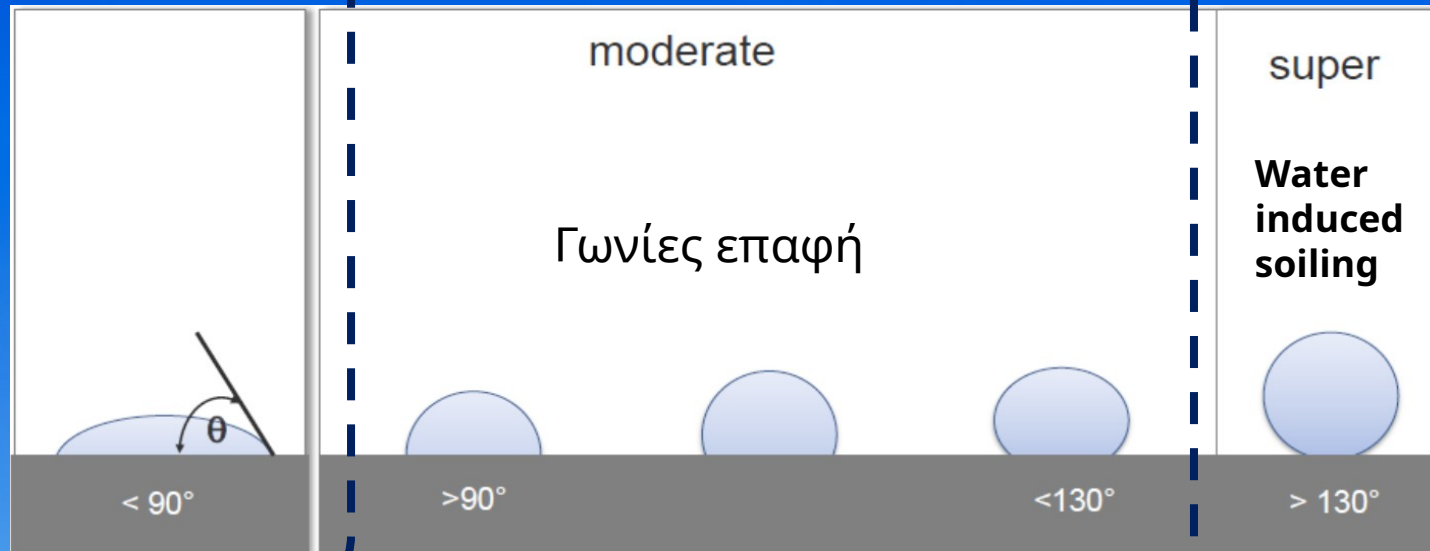 moderate
super
Water
induced
soiling
Γωνίες επαφή
θ
< 90°
>90°
<130°
> 130°